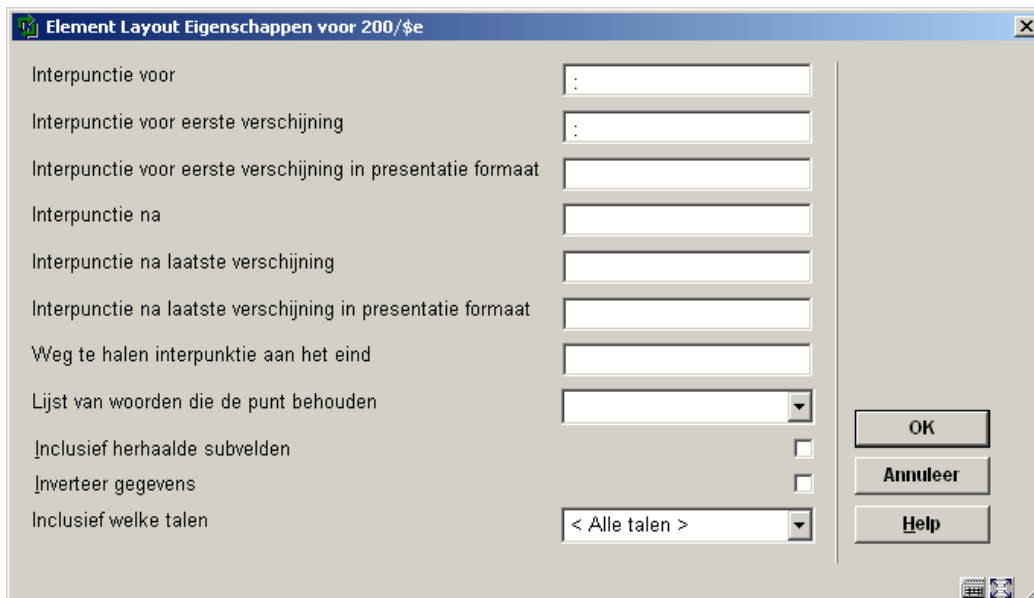 Element Layout Eigenschappen voor 200/$e
Interpunctie voor
:
Interpunctie voor eerste verschijning
:
Interpunctie voor eerste verschijning in presentatie formaat
Interpunctie na
Interpunctie na laatste verschijning
Interpunctie na laatste verschijning in presentatie formaat
Weg te halen interpunktie aan het eind
Lijst van woorden die de punt behouden
OK
Inclusief herhaalde subvelden
Annuleer
Inverteer gegevens
Inclusief welke talen
< Alle talen >
Help